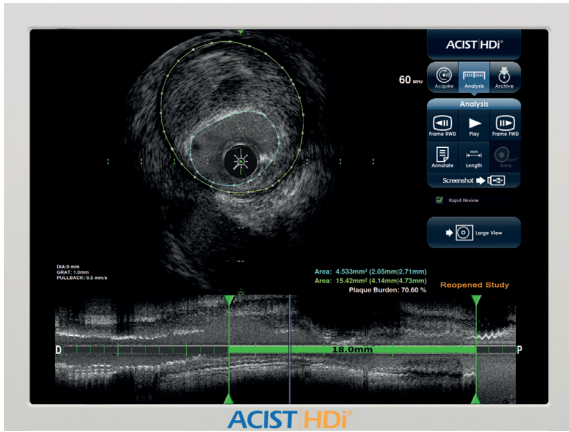 ACIST HDi®
60 MHz
Acquire
Analysis
Archive
Analysis
Frame RWD
Play
Frame FWD
Annotate
mm
Length
Area
Screenshot
Rapid-Review
Large View
DIA:8 mm
GRAT: 1.0mm
PULLBACK: 0.5 mm/s
Area: 4.533mm² (2.05mm|2.71mm)
Area: 15.42mm² (4.14mm|4.73mm)
Plaque Burden: 70.60 %
Reopened Study
D
18.0mm
P
ACIST HDi®